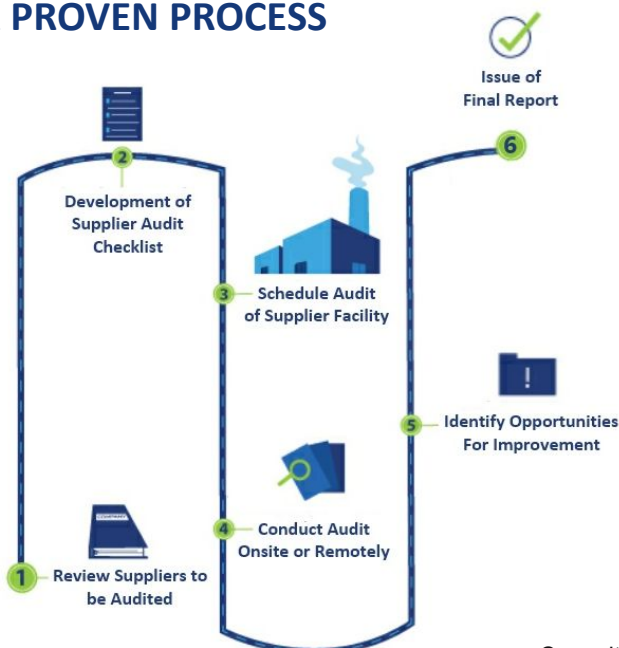 PROVEN PROCESS
1
Review Suppliers to
be Audited
2
Development of
Supplier Audit
Checklist
3
Schedule Audit
of Supplier Facility
4
Conduct Audit
Onsite or Remotely
5
Identify Opportunities
For Improvement
!
6
Issue of
Final Report